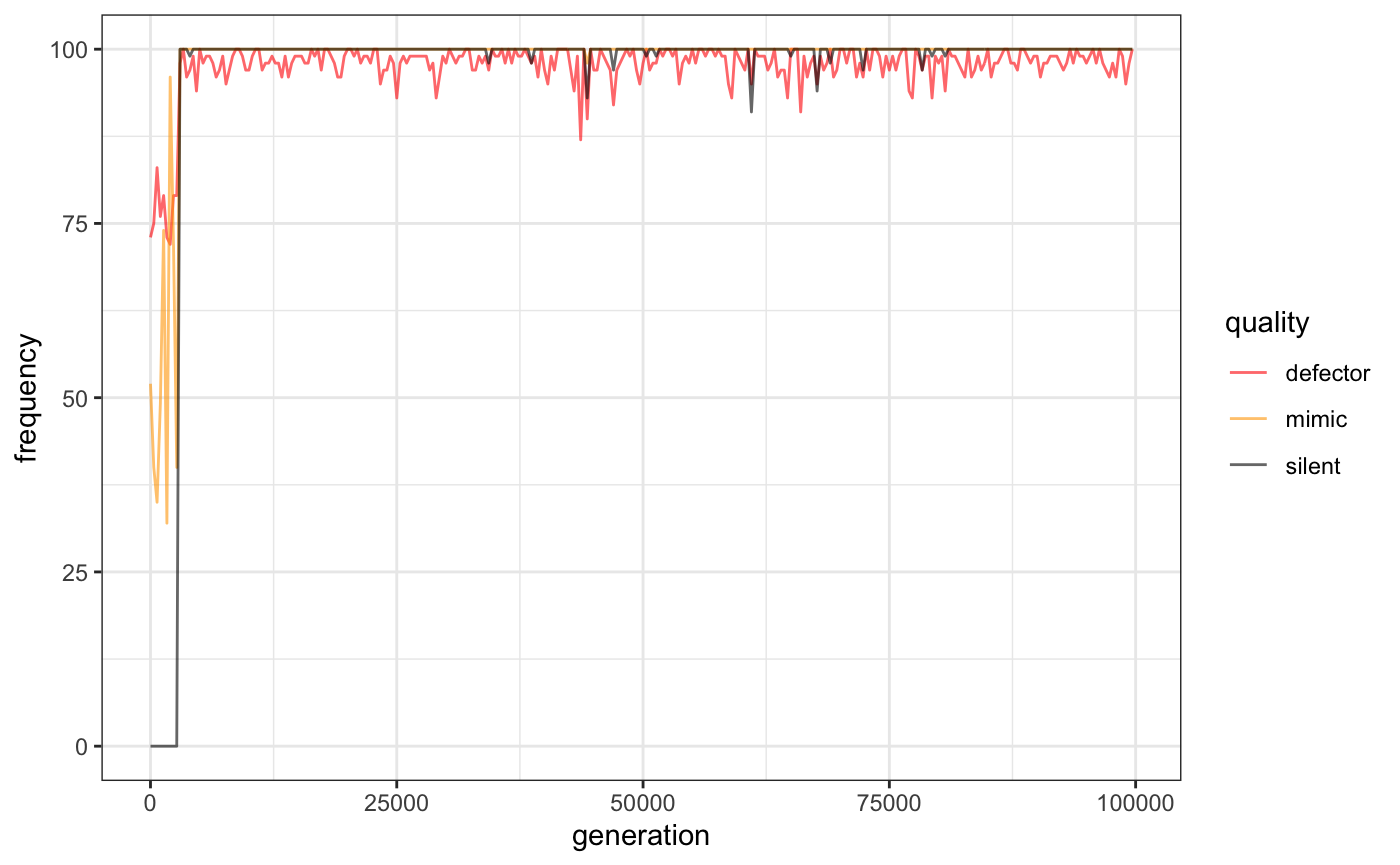 100
75
50
25
0
frequency
0 25000 50000 75000 100000
generation
quality
defector
mimic
silent